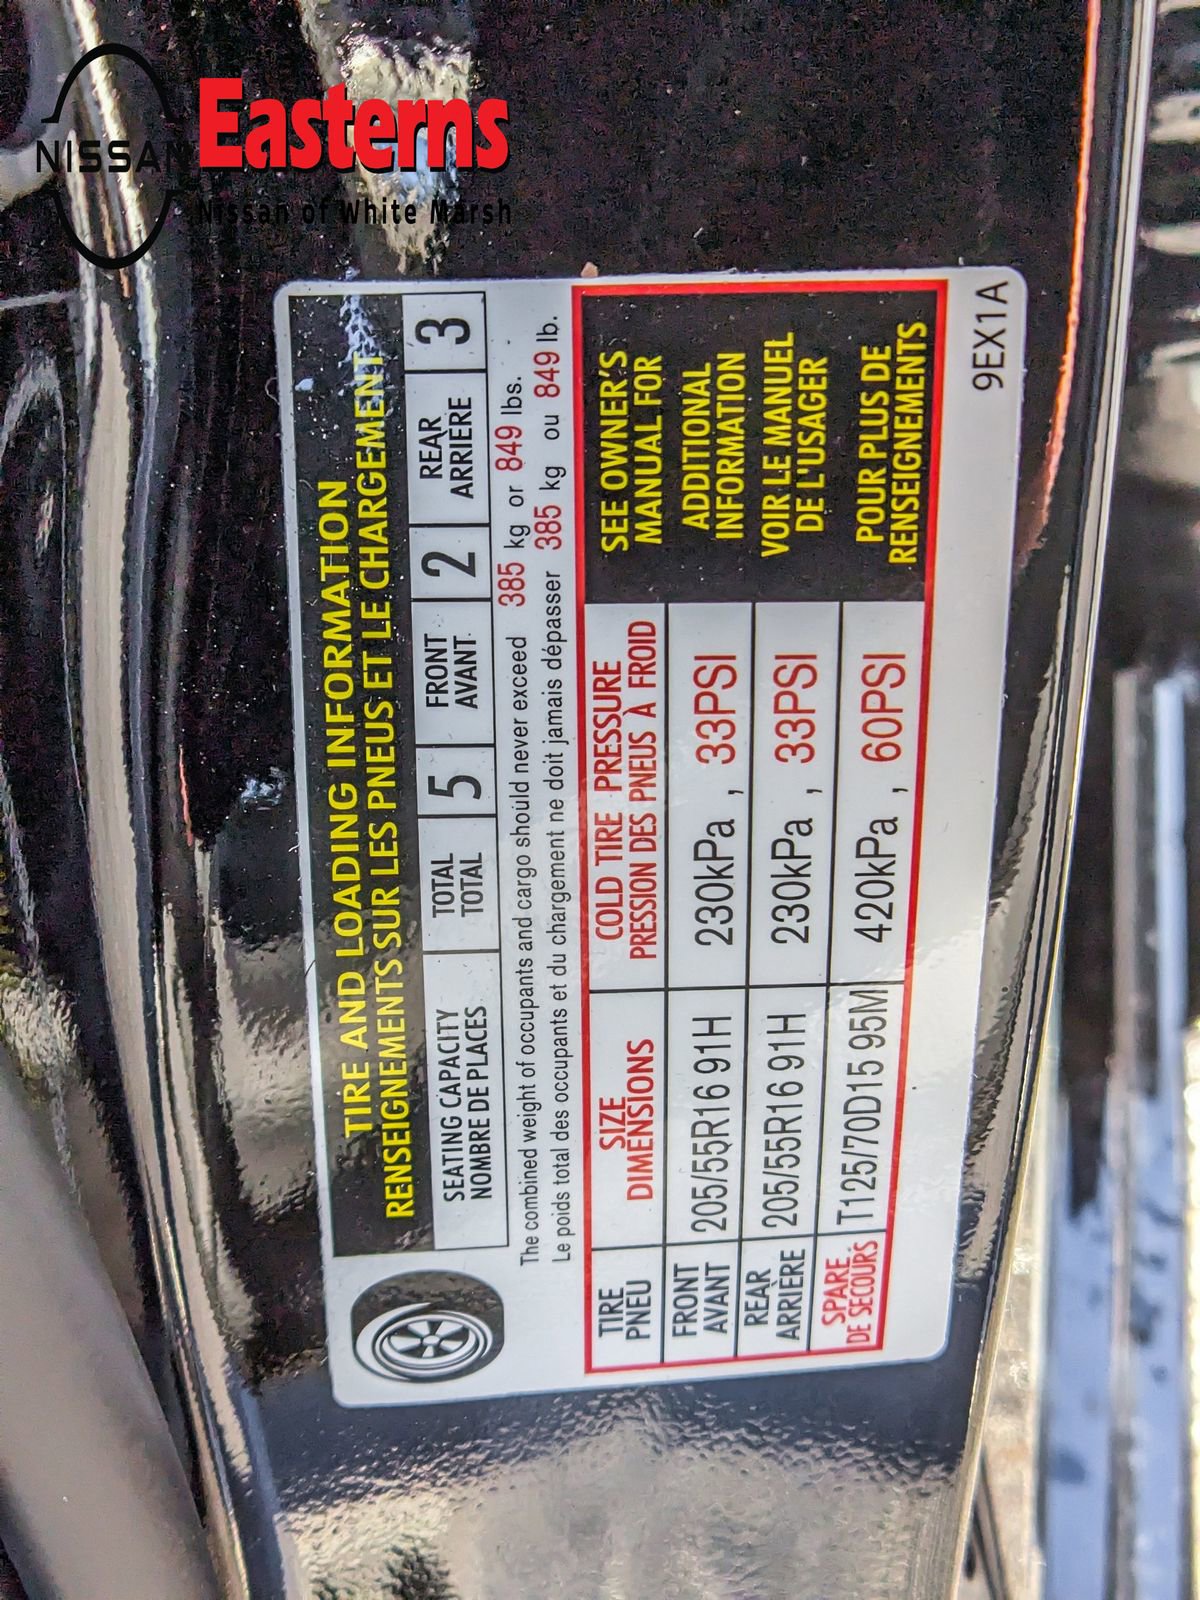 NISSAN
Easterns
Nissan of White Marsh
TIRE AND LOADING INFORMATION
RENSEIGNEMENTS SUR LES PNEUS ET LE CHARGEMENT
SEATING CAPACITY
NOMBRE DE PLACES
TOTAL
TOTAL
5
FRONT
AVANT
2
REAR
ARRIERE
3
The combined weight of occupants and cargo should never exceed 385 kg or 849 lbs.
Le poids total des occupants et du chargement ne doit jamais dépasser 385 kg ou 849 lb.
TIRE
PNEU
SIZE
DIMENSIONS
COLD TIRE PRESSURE
PRESSION DES PNEUS À FROID
FRONT
AVANT
205/55R16 91H
230kPa , 33PSI
REAR
ARRIÈRE
205/55R16 91H
230kPa , 33PSI
SPARE
DE SECOURS
T125/70D15 95M
420kPa , 60PSI
SEE OWNER'S
MANUAL FOR
ADDITIONAL
INFORMATION
VOIR LE MANUEL
DE L'USAGER
POUR PLUS DE
RENSEIGNEMENTS
9EX1A